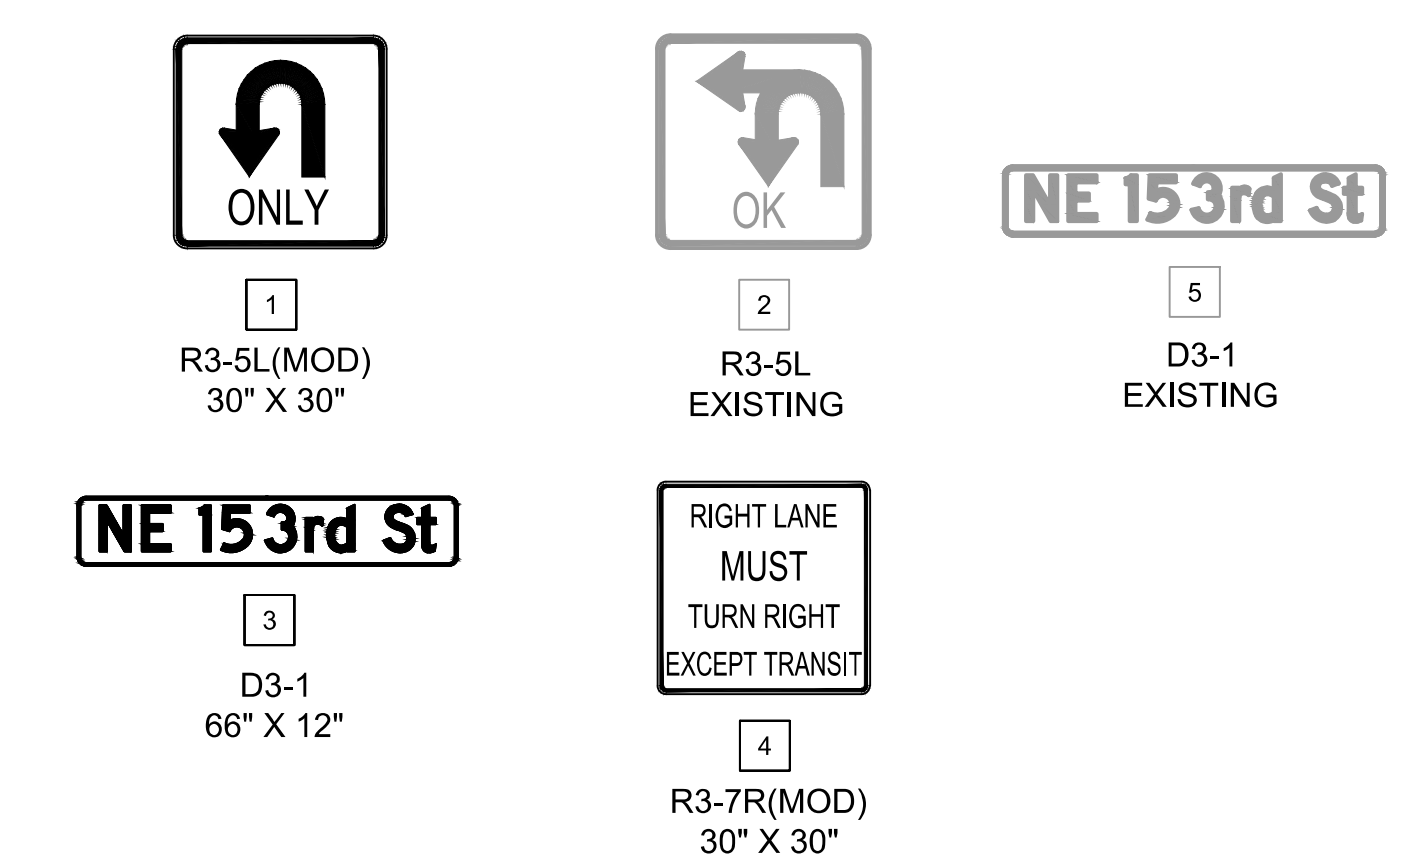 ONLY
1
R3-5L(MOD)
30" X 30"
OK
2
R3-5L
EXISTING
NE 153rd St
5
D3-1
EXISTING
NE 153rd St
3
D3-1
66" X 12"
RIGHT LANE
MUST
TURN RIGHT
EXCEPT TRANSIT
4
R3-7R(MOD)
30" X 30"